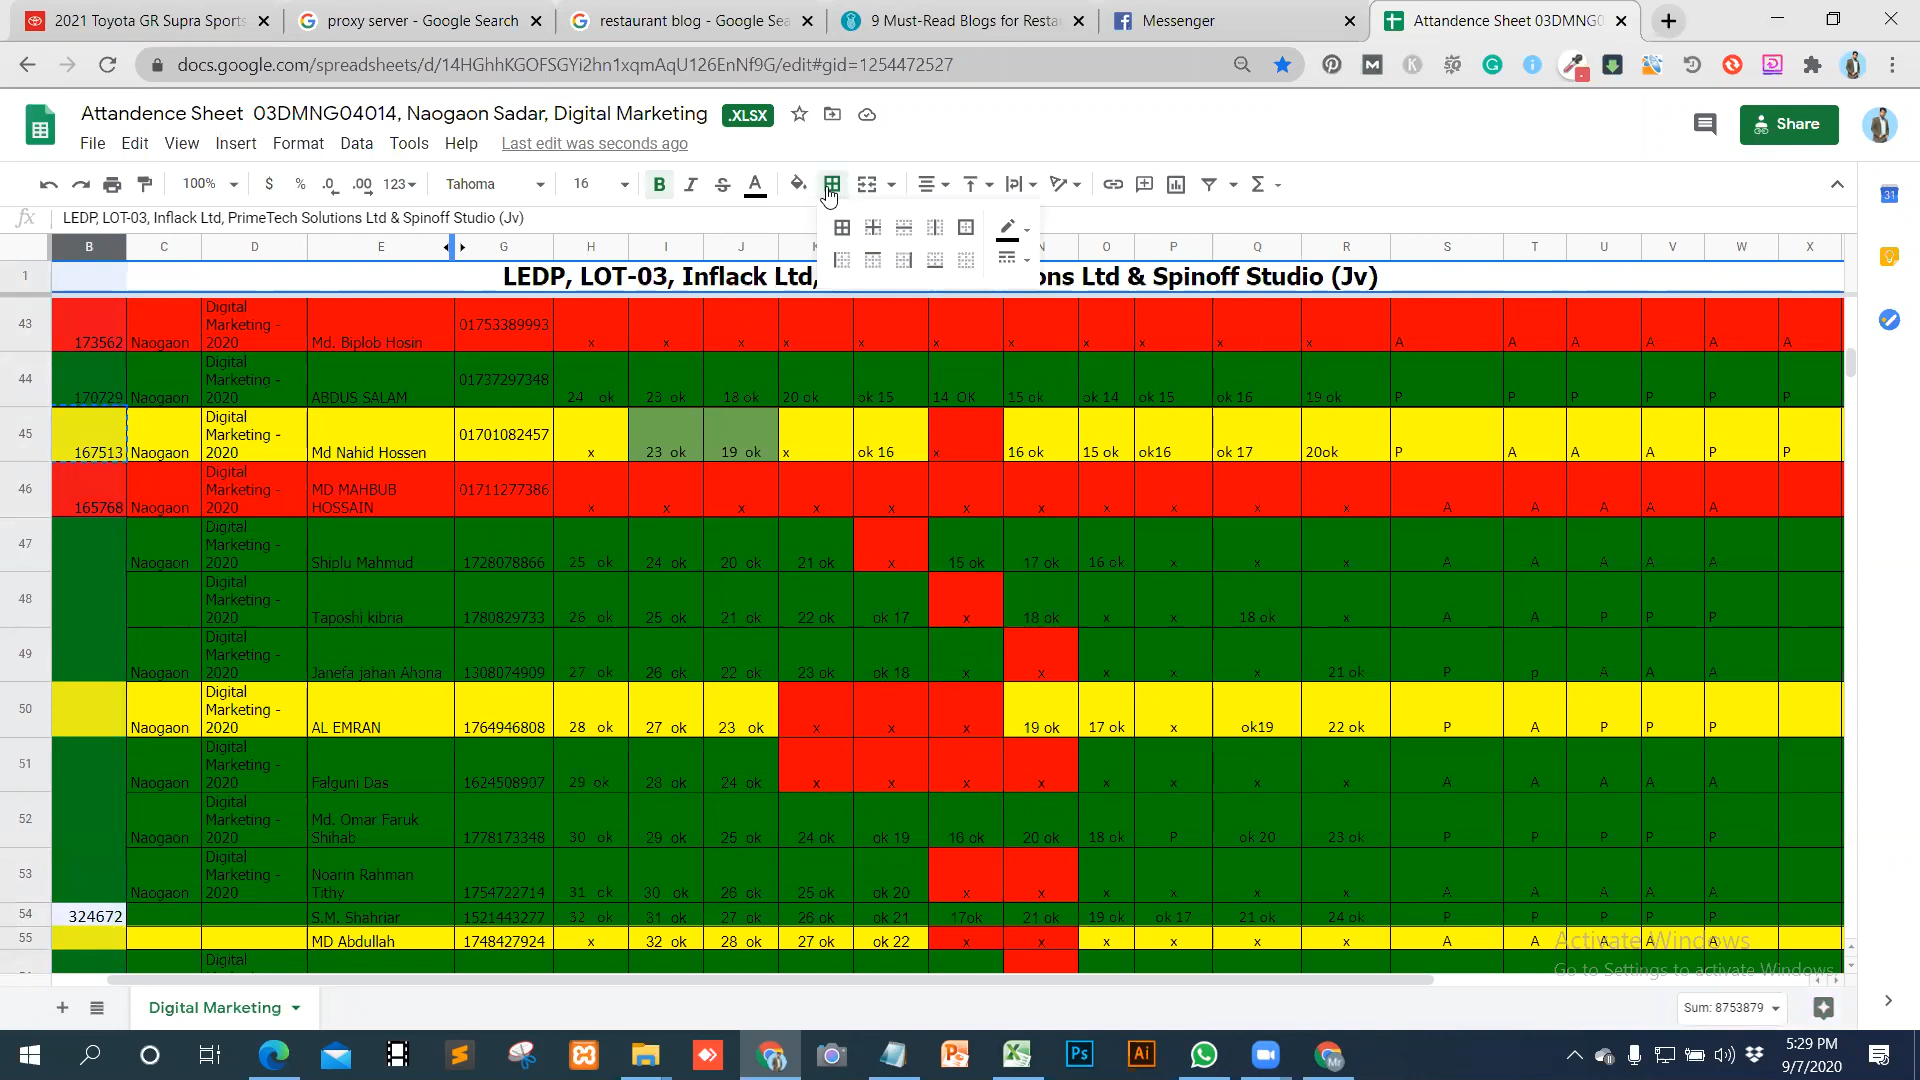 2021 Toyota GR Supra Sports
proxy server - Google Search
restaurant blog - Google Sea
9 Must-Read Blogs for Resta
Messenger
Attandence Sheet 03DMNG0
docs.google.com/spreadsheets/d/14HGhhKGOFSGYi2hn1xqmAqU126EnNf9G/edit#gid=1254472527
Attandence Sheet 03DMNG04014, Naogaon Sadar, Digital Marketing .XLSX
Share
File Edit View Insert Format Data Tools Help Last edit was seconds ago
100% $ % .0 .00 123 Tahoma 16 B I S A
fx LEDP, LOT-03, Inflack Ltd, PrimeTech Solutions Ltd & Spinoff Studio (Jv)
B C D E G H I J K N O P Q R S T U V W X
1 LEDP, LOT-03, Inflack Ltd, ons Ltd & Spinoff Studio (Jv)
43 173562 Naogaon Digital Marketing - 2020 Md. Biplob Hosin 01753389993 x x x x x x x x x x x A A A A A A
44 170729 Naogaon Digital Marketing - 2020 ABDUS SALAM 01737297348 24 ok 23 ok 18 ok 20 ok ok 15 14 OK 15 ok ok 14 ok 15 ok 16 19 ok P P P P P P
45 167513 Naogaon Digital Marketing - 2020 Md Nahid Hossen 01701082457 x 23 ok 19 ok x ok 16 x 16 ok 15 ok ok16 ok 17 20ok P A A A P P
46 165768 Naogaon Digital Marketing - 2020 MD MAHBUB HOSSAIN 01711277386 x x x x x x x x x x x A A A A A
47 Naogaon Digital Marketing - 2020 Shiplu Mahmud 1728078866 25 ok 24 ok 20 ok 21 ok x 15 ok 17 ok 16 ok x x x A A A A A
48 Naogaon Digital Marketing - 2020 Taposhi kibria 1780829733 26 ok 25 ok 21 ok 22 ok ok 17 x 18 ok x x 18 ok x A A P P P
49 Naogaon Digital Marketing - 2020 Janefa jahan Ahona 1308074909 27 ok 26 ok 22 ok 23 ok ok 18 x x x x x 21 ok P p A A A
50 Naogaon Digital Marketing - 2020 AL EMRAN 1764946808 28 ok 27 ok 23 ok x x x 19 ok 17 ok x ok19 22 ok P A P P P
51 Naogaon Digital Marketing - 2020 Falguni Das 1624508907 29 ok 28 ok 24 ok x x x x x x x x A A A A A
52 Naogaon Digital Marketing - 2020 Md. Omar Faruk Shihab 1778173348 30 ok 29 ok 25 ok 24 ok ok 19 16 ok 20 ok 18 ok P ok 20 23 ok P P P P P
53 Naogaon Digital Marketing - 2020 Noarin Rahman Tithy 1754722714 31 ok 30 ok 26 ok 25 ok ok 20 x x x x x x A A A A A
54 324672 S.M. Shahriar 1521443277 32 ok 31 ok 27 ok 26 ok ok 21 17ok 21 ok 19 ok ok 17 21 ok 24 ok P P P P P
55 MD Abdullah 1748427924 x 32 ok 28 ok 27 ok ok 22 x x x x x x A A A A A
Digital
Activate Windows
Go to Settings to activate Windows.
Digital Marketing
Sum: 8753879
5:29 PM
9/7/2020